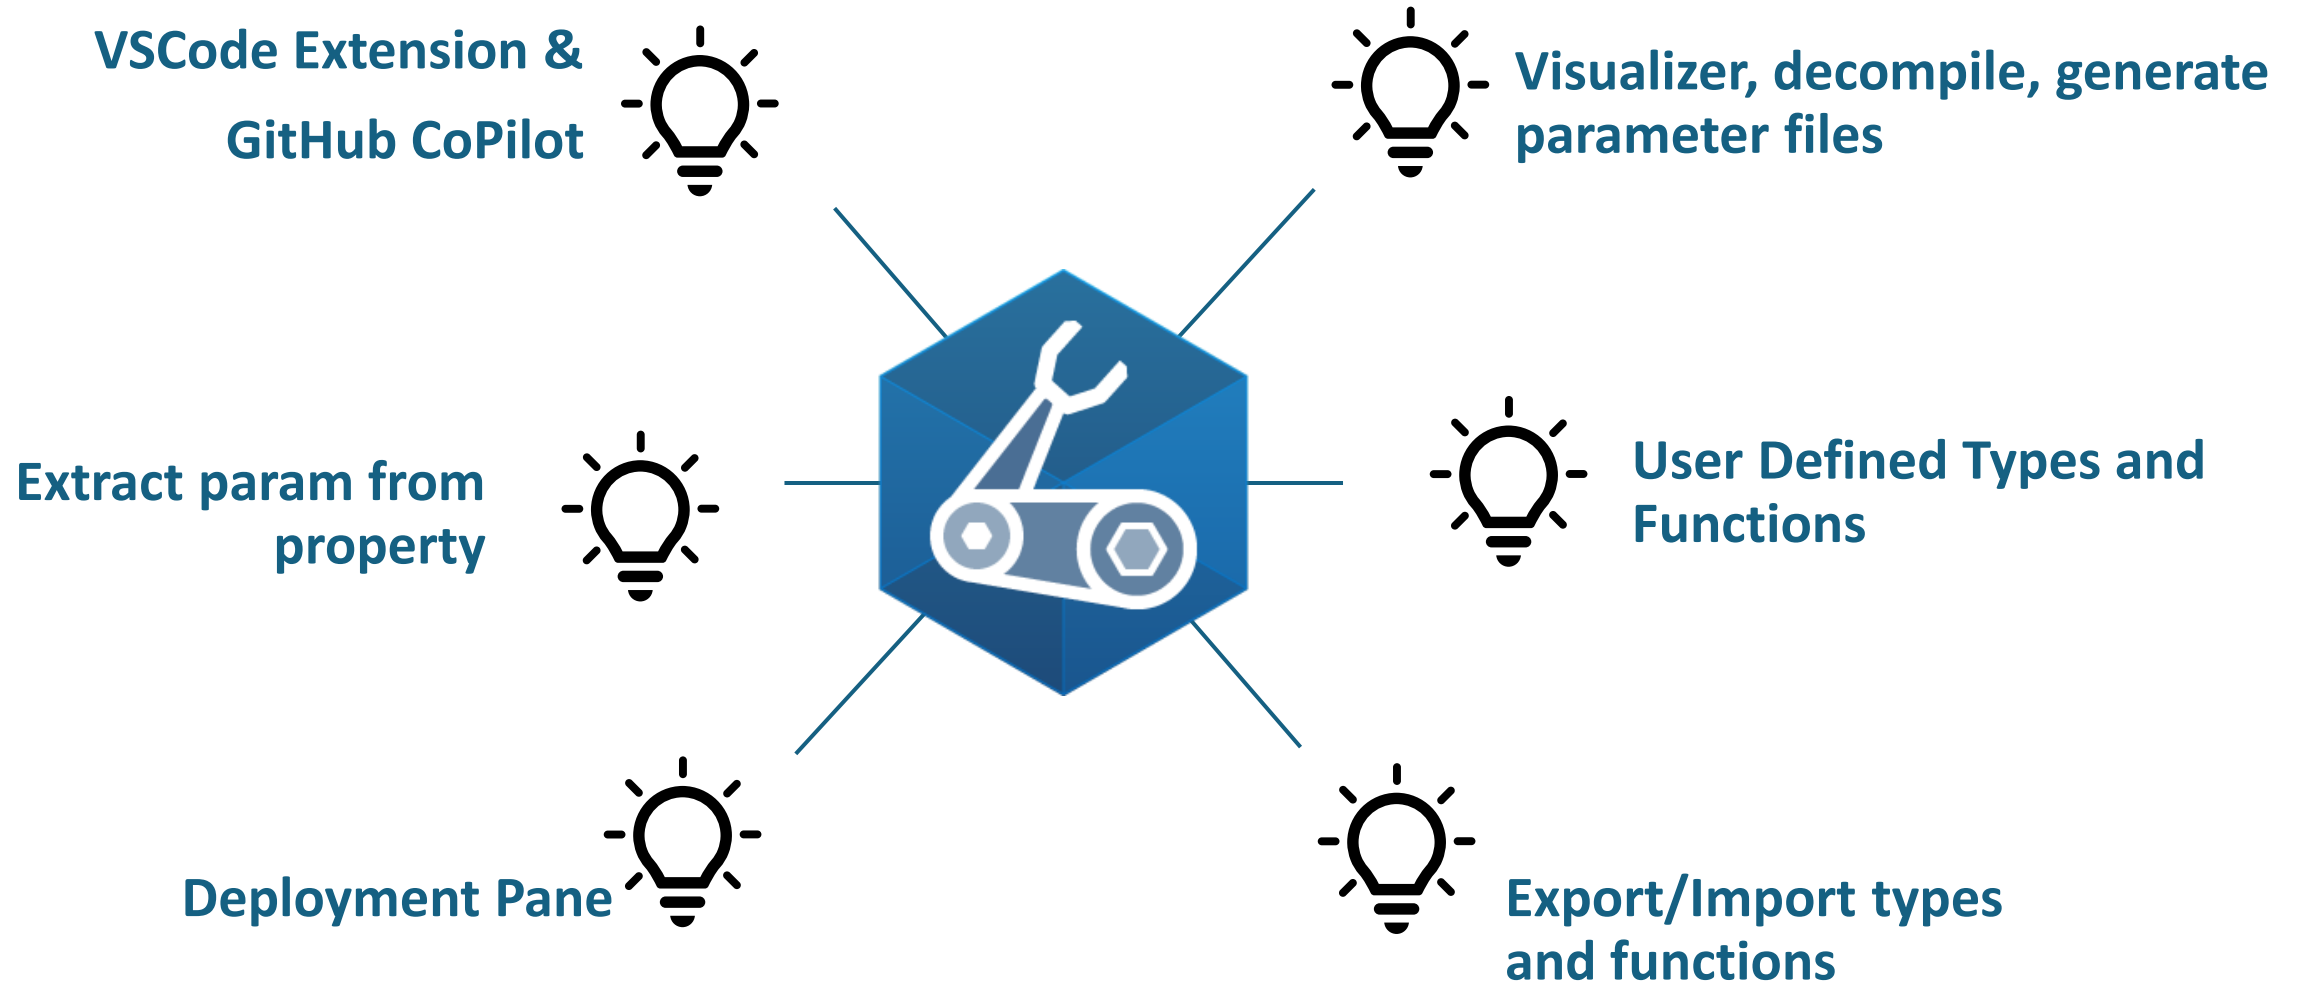 VSCode Extension &
GitHub CoPilot
Visualizer, decompile, generate
parameter files
Extract param from
property
User Defined Types and
Functions
Deployment Pane
Export/Import types
and functions